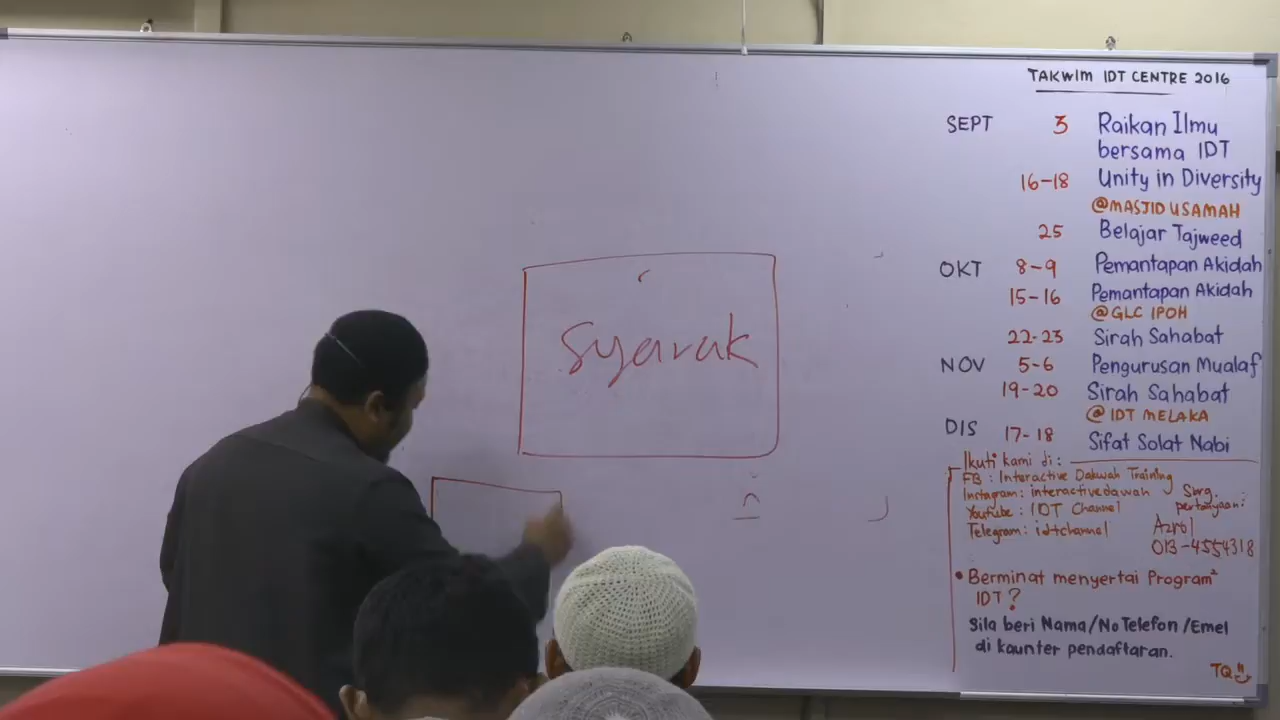 TAKWIM IDT CENTRE 2016
SEPT 3 Raikan Ilmu
bersama IDT
16-18 Unity in Diversity
@MASJID USAMAH
25 Belajar Tajweed
OKT 8-9 Pemantapan Akidah
15-16 Pemantapan Akidah
@GLC IPOH
22-23 Sirah Sahabat
NOV 5-6 Pengurusan Mualaf
19-20 Sirah Sahabat
@IDT MELAKA
DIS 17-18 Sifat Solat Nabi
Syarak
Ikuti kami di:
FB: Interactive Dakwah Training
Instagram: interactivedawah
Youtube: IDT Channel
Telegram: idtchannel
Sbrg.
pertanyaan:
Azrol
013-4554318
• Berminat menyertai Program²
IDT?
Sila beri Nama/No Telefon/Emel
di kaunter pendaftaran.
TQ